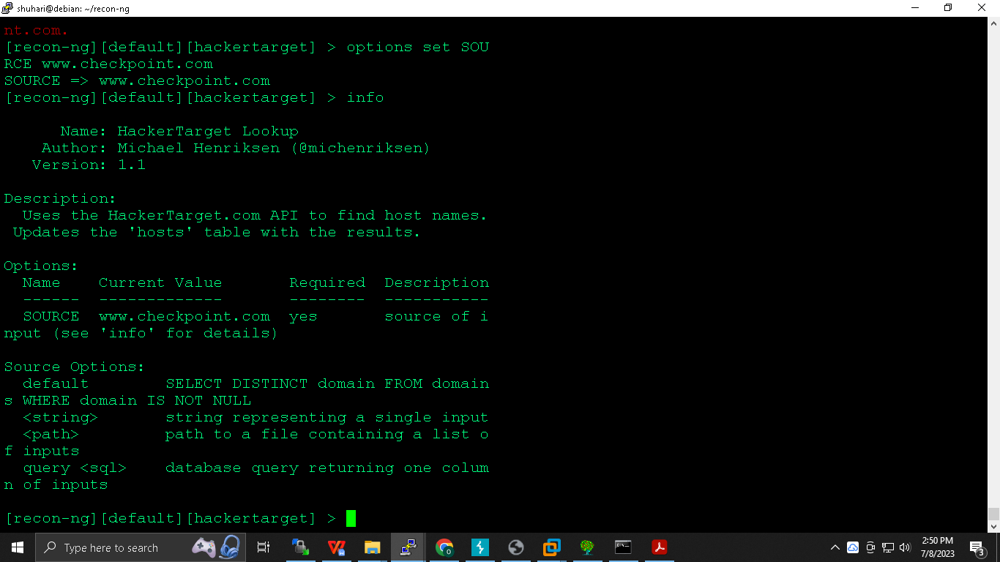 shuhari@debian: ~/recon-ng
nt.com.
[recon-ng][default][hackertarget] > options set SOU
RCE www.checkpoint.com
SOURCE => www.checkpoint.com
[recon-ng][default][hackertarget] > info
Name: HackerTarget Lookup
Author: Michael Henriksen (@michenriksen)
Version: 1.1
Description:
Uses the HackerTarget.com API to find host names.
Updates the 'hosts' table with the results.
Options:
Name Current Value Required Description
------ ------------- -------- -----------
SOURCE www.checkpoint.com yes source of i
nput (see 'info' for details)
Source Options:
default SELECT DISTINCT domain FROM domain
s WHERE domain IS NOT NULL
<string> string representing a single input
<path> path to a file containing a list o
f inputs
query <sql> database query returning one colum
n of inputs
[recon-ng][default][hackertarget] >
Type here to search
2:50 PM
7/8/2023
3